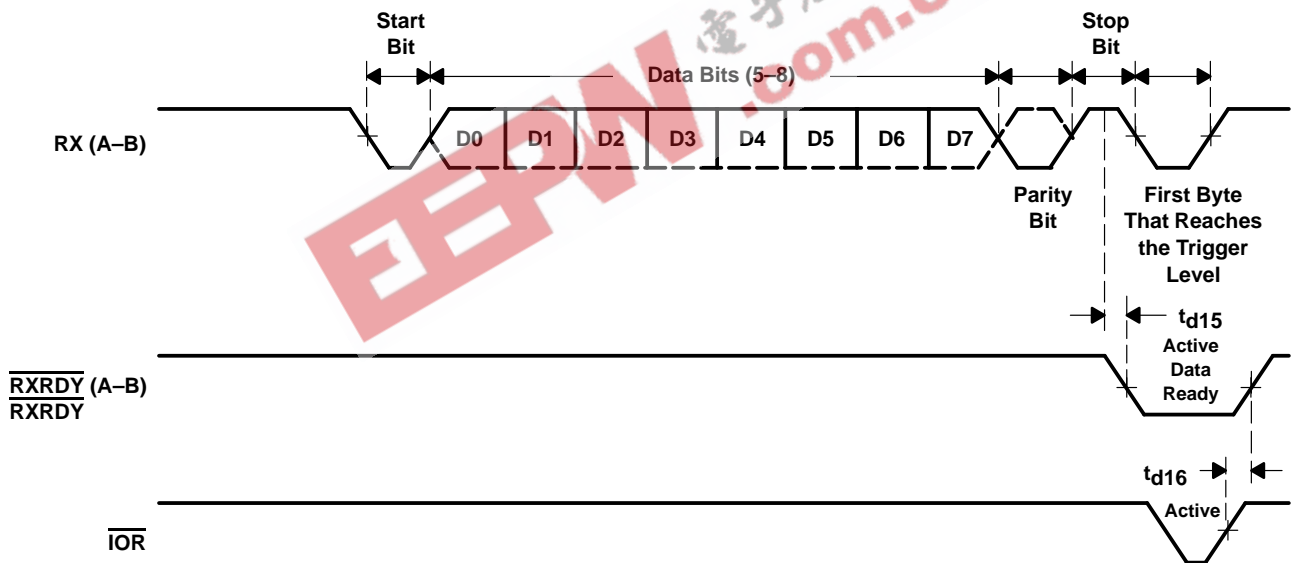 Start
Bit
Data Bits (5–8)
Stop
Bit
RX (A–B)
D0
D1
D2
D3
D4
D5
D6
D7
Parity
Bit
First Byte
That Reaches
the Trigger
Level
td15
Active
Data
Ready
RXRDY (A–B)
RXRDY
td16
Active
IOR
EEPW
.com.c